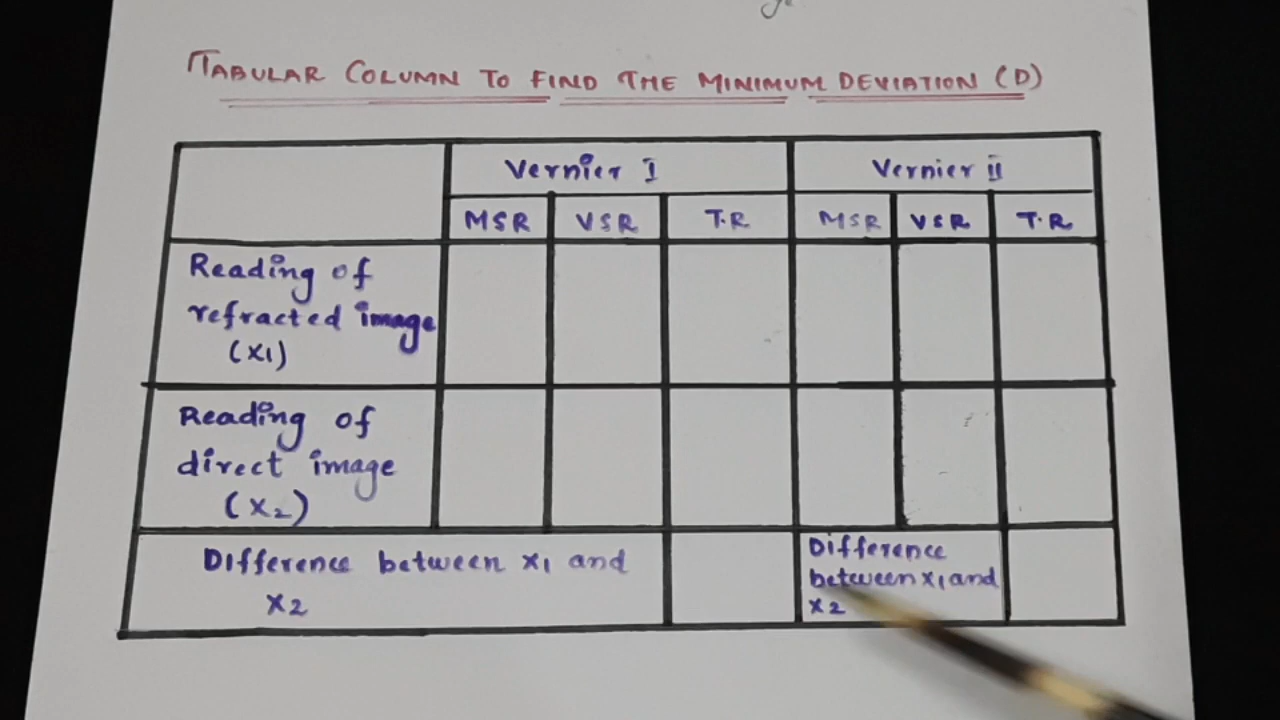 TABULAR COLUMN TO FIND THE MINIMUM DEVIATION (D)
Vernier I Vernier II
MSR VSR T.R MSR VSR T.R
Reading of
refracted image
(x1)
Reading of
direct image
(x2)
Difference between x1 and
x2
Difference
between x1 and
x2